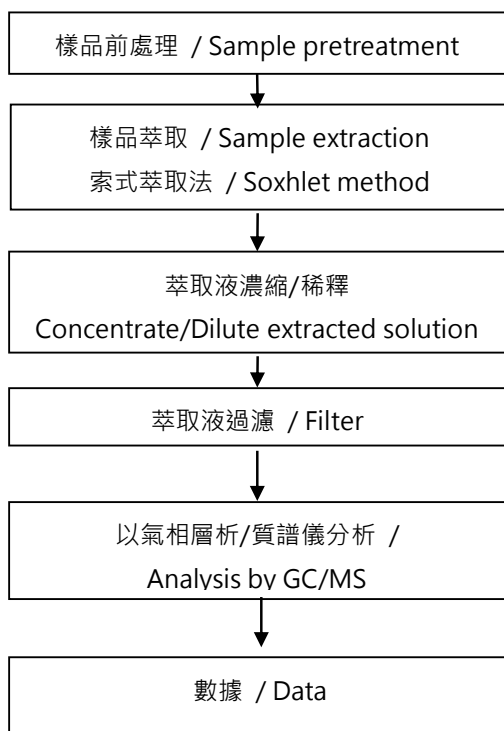 樣品前處理 / Sample pretreatment
樣品萃取 / Sample extraction
索式萃取法 / Soxhlet method
萃取液濃縮/稀釋
Concentrate/Dilute extracted solution
萃取液過濾 / Filter
以氣相層析/質譜儀分析 /
Analysis by GC/MS
數據 / Data